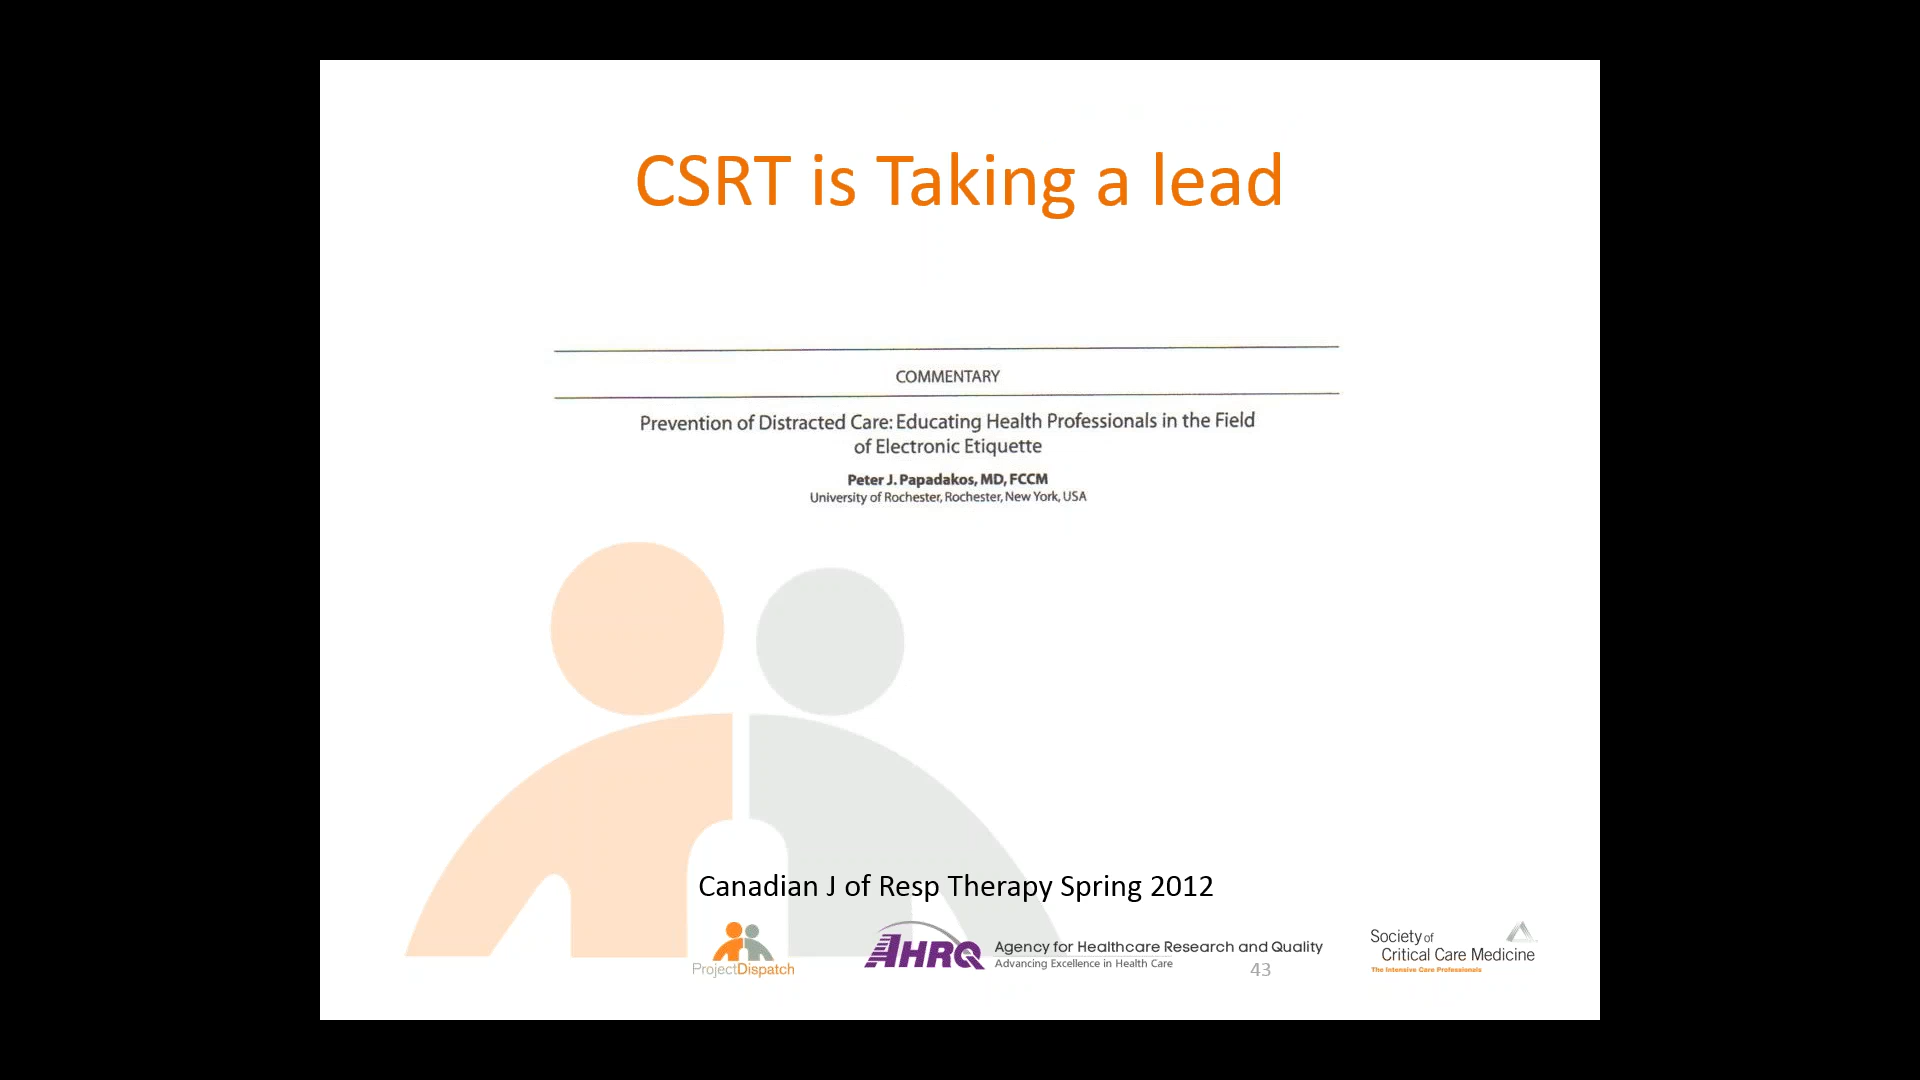 CSRT is Taking a lead
COMMENTARY
Prevention of Distracted Care: Educating Health Professionals in the Field
of Electronic Etiquette
Peter J. Papadakos, MD, FCCM
University of Rochester, Rochester, New York, USA
Canadian J of Resp Therapy Spring 2012
ProjectDispatch
AHRQ
Agency for Healthcare Research and Quality
Advancing Excellence in Health Care
43
Society of
Critical Care Medicine
The Intensive Care Professionals